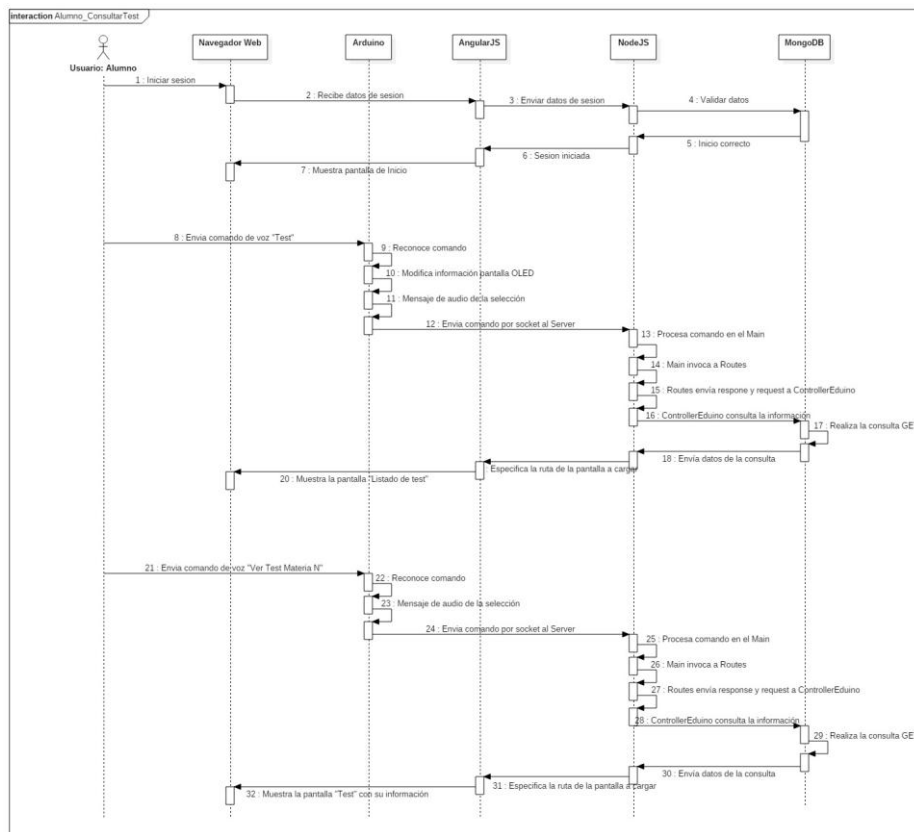 interaction Alumno_ConsultarTest
Navegador Web
Arduino
AngularJS
NodeJS
MongoDB
Usuario: Alumno
1 : Iniciar sesion
2 : Recibe datos de sesion
3 : Enviar datos de sesion
4 : Validar datos
5 : Inicio correcto
6 : Sesion iniciada
7 : Muestra pantalla de Inicio
8 : Envia comando de voz "Test"
9 : Reconoce comando
10 : Modifica información pantalla OLED
11 : Mensaje de audio de la selección
12 : Envia comando por socket al Server
13 : Procesa comando en el Main
14 : Main invoca a Routes
15 : Routes envía respone y request a ControllerEduino
16 : ControllerEduino consulta la información
17 : Realiza la consulta GE
18 : Envía datos de la consulta
: Especifica la ruta de la pantalla a cargar
20 : Muestra la pantalla "Listado de test"
21 : Envia comando de voz "Ver Test Materia N"
22 : Reconoce comando
23 : Mensaje de audio de la selección
24 : Envia comando por socket al Server
25 : Procesa comando en el Main
26 : Main invoca a Routes
27 : Routes envía response y request a ControllerEduino
28 : ControllerEduino consulta la información
29 : Realiza la consulta GE
30 : Envía datos de la consulta
31 : Especifica la ruta de la pantalla a cargar
32 : Muestra la pantalla "Test" con su información